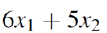 6x₁ + 5x₂